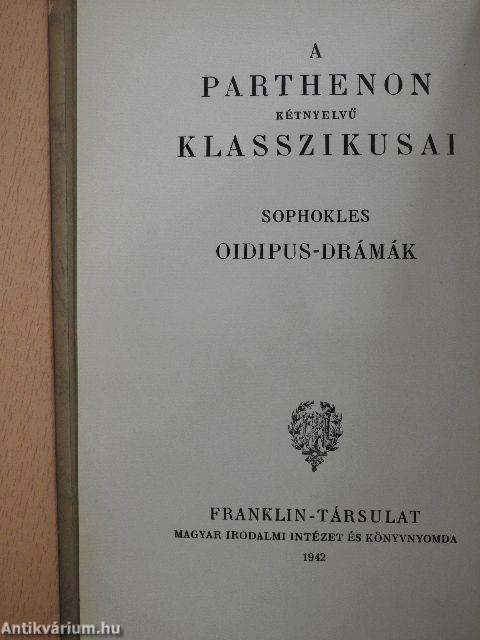 A
PARTHENON
KÉTNYELVŰ
KLASSZIKUSAI
SOPHOKLES
OIDIPUS-DRÁMÁK
FRANKLIN-TÁRSULAT
MAGYAR IRODALMI INTÉZET ÉS KÖNYVNYOMDA
1942
Antikvárium.hu